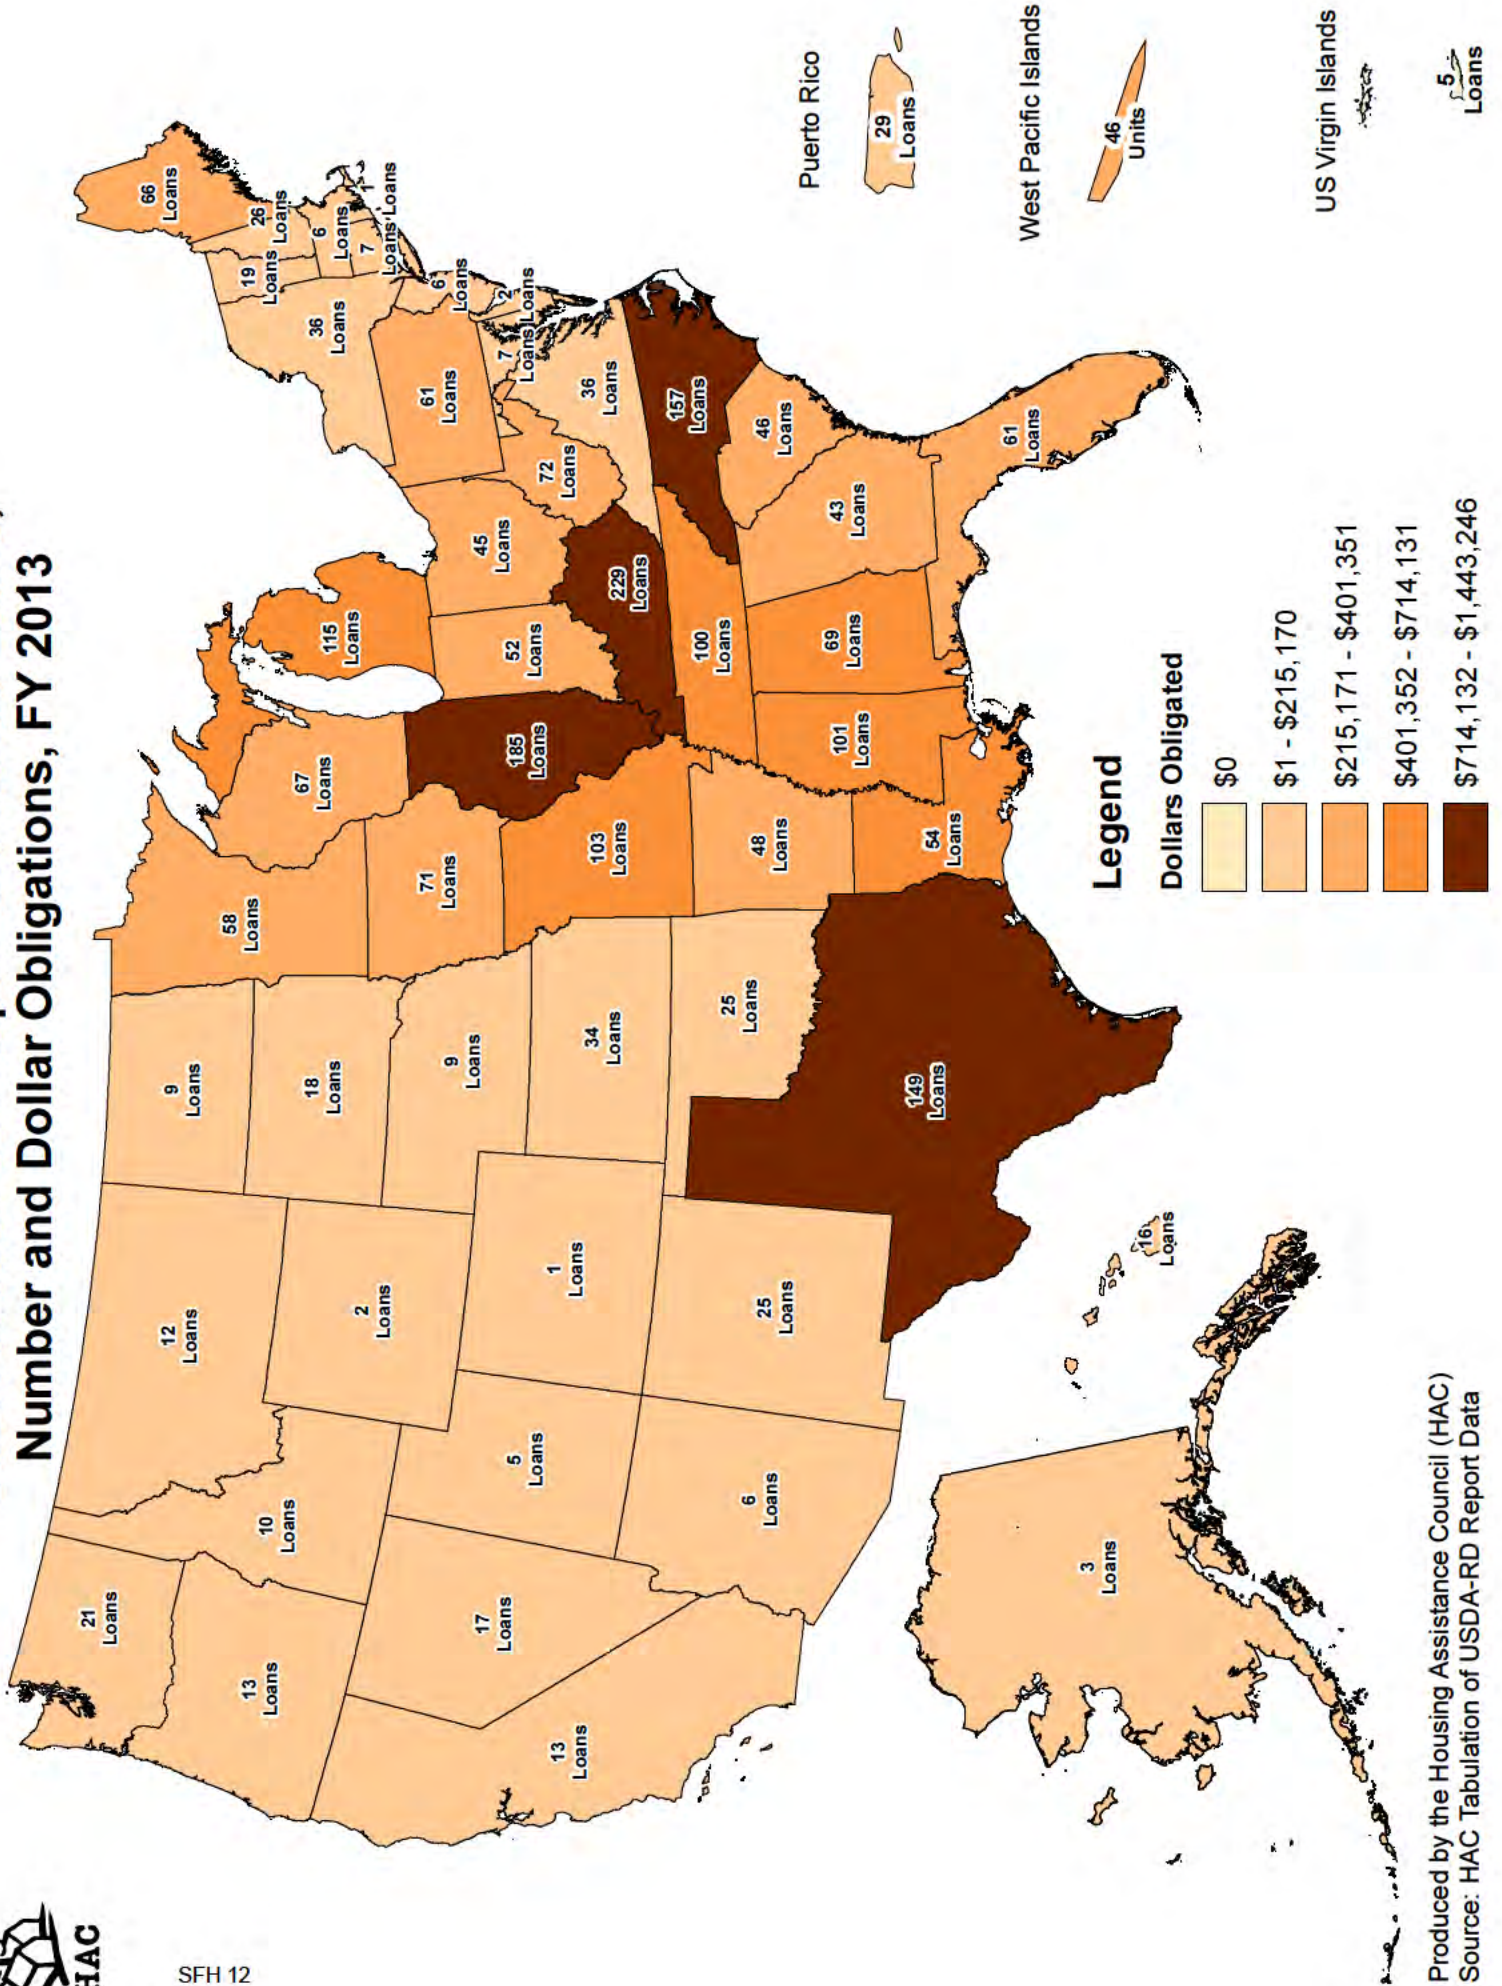 Number and Dollar Obligations, FY 2013
HAC
SFH 12
21
Loans
13
Loans
13
Loans
17
Loans
10
Loans
12
Loans
2
Loans
5
Loans
6
Loans
1
Loans
25
Loans
9
Loans
18
Loans
9
Loans
34
Loans
25
Loans
149
Loans
58
Loans
71
Loans
103
Loans
48
Loans
54
Loans
67
Loans
185
Loans
115
Loans
52
Loans
45
Loans
229
Loans
100
Loans
101
Loans
69
Loans
43
Loans
61
Loans
46
Loans
157
Loans
36
Loans
72
Loans
7
Loans
2
Loans
61
Loans
6
Loans
36
Loans
19
Loans
26
Loans
66
Loans
6
Loans
7
Loans
1
Loans
3
Loans
16
Loans
Puerto Rico
29
Loans
West Pacific Islands
46
Units
US Virgin Islands
5
Loans
Legend
Dollars Obligated
$0
$1 - $215,170
$215,171 - $401,351
$401,352 - $714,131
$714,132 - $1,443,246
Produced by the Housing Assistance Council (HAC)
Source: HAC Tabulation of USDA-RD Report Data